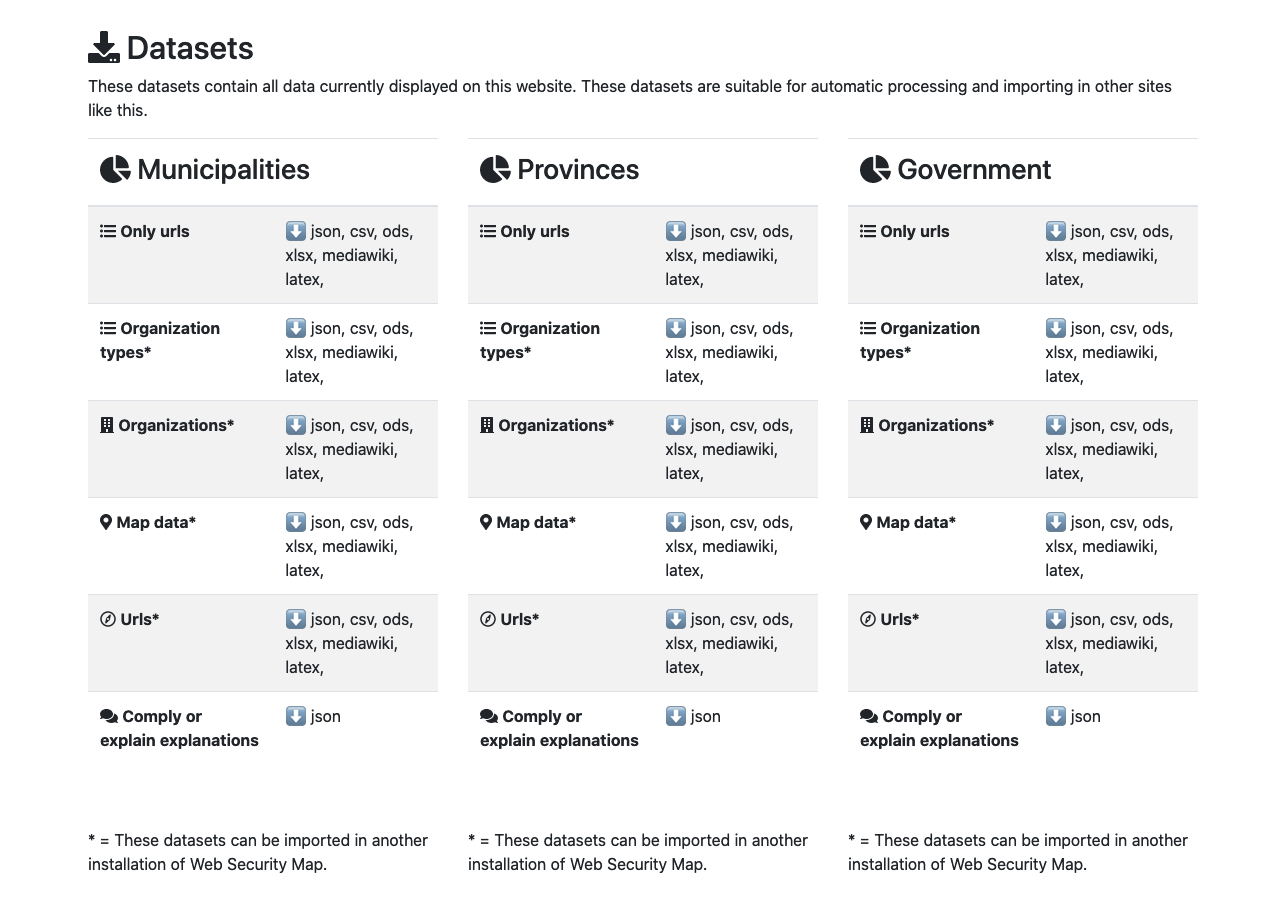 Datasets
These datasets contain all data currently displayed on this website. These datasets are suitable for automatic processing and importing in other sites
like this.
Municipalities
Only urls
json, csv, ods,
xlsx, mediawiki,
latex,
Organization
types*
json, csv, ods,
xlsx, mediawiki,
latex,
Organizations*
json, csv, ods,
xlsx, mediawiki,
latex,
Map data*
json, csv, ods,
xlsx, mediawiki,
latex,
Urls*
json, csv, ods,
xlsx, mediawiki,
latex,
Comply or
explain explanations
json
* = These datasets can be imported in another
installation of Web Security Map.
Provinces
Only urls
json, csv, ods,
xlsx, mediawiki,
latex,
Organization
types*
json, csv, ods,
xlsx, mediawiki,
latex,
Organizations*
json, csv, ods,
xlsx, mediawiki,
latex,
Map data*
json, csv, ods,
xlsx, mediawiki,
latex,
Urls*
json, csv, ods,
xlsx, mediawiki,
latex,
Comply or
explain explanations
json
* = These datasets can be imported in another
installation of Web Security Map.
Government
Only urls
json, csv, ods,
xlsx, mediawiki,
latex,
Organization
types*
json, csv, ods,
xlsx, mediawiki,
latex,
Organizations*
json, csv, ods,
xlsx, mediawiki,
latex,
Map data*
json, csv, ods,
xlsx, mediawiki,
latex,
Urls*
json, csv, ods,
xlsx, mediawiki,
latex,
Comply or
explain explanations
json
* = These datasets can be imported in another
installation of Web Security Map.